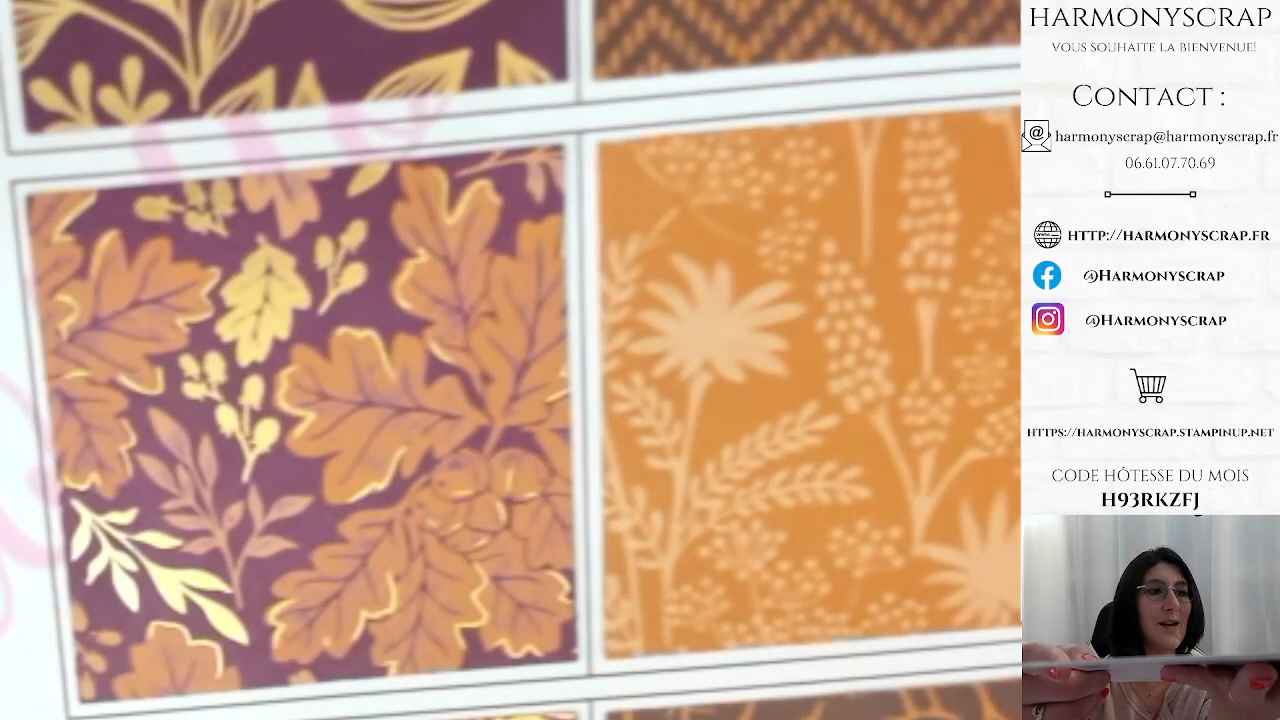 HARMONYSCRAP
VOUS SOUHAITE LA BIENVENUE!
CONTACT :
harmonyscrap@harmonyscrap.fr
06.61.07.70.69
HTTP://HARMONYSCRAP.FR
@HARMONYSCRAP
@HARMONYSCRAP
HTTPS://HARMONYSCRAP.STAMPINUP.NET
CODE HÔTESSE DU MOIS
H93RKZFJ